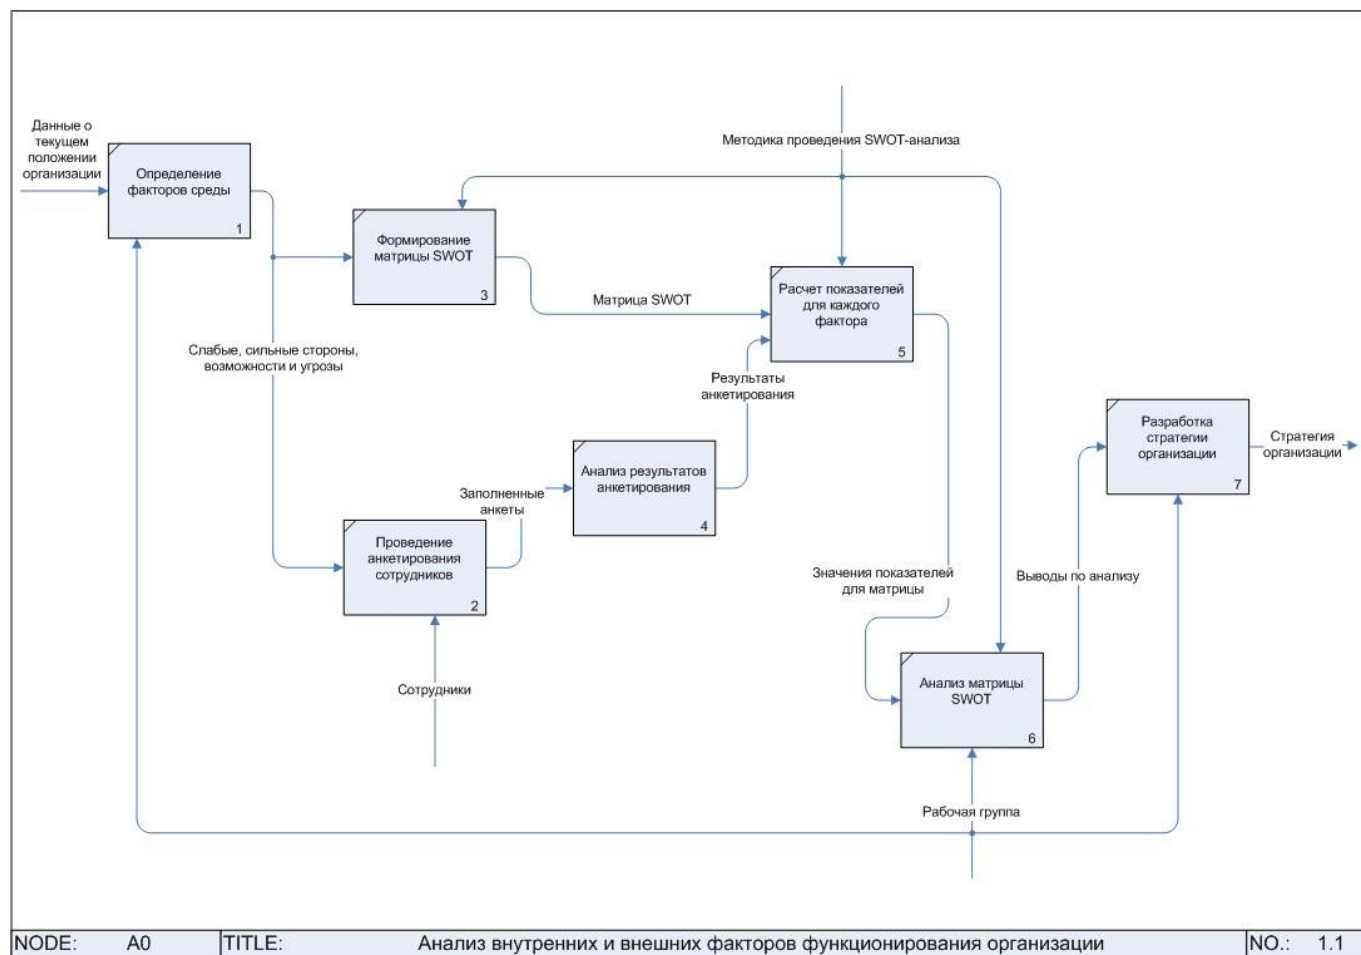 Данные о
текущем
положении
организации
Определение
факторов среды
1
Методика проведения SWOT-анализа
Формирование
матрицы SWOT
3
Матрица SWOT
Расчет показателей
для каждого
фактора
5
Слабые, сильные стороны,
возможности и угрозы
Результаты
анкетирования
Анализ результатов
анкетирования
4
Заполненные
анкеты
Проведение
анкетирования
сотрудников
2
Сотрудники
Разработка
стратегии
организации
7
Стратегия
организации
Значения показателей
для матрицы
Выводы по анализу
Анализ матрицы
SWOT
6
Рабочая группа
NODE: A0 TITLE: Анализ внутренних и внешних факторов функционирования организации NO.: 1.1